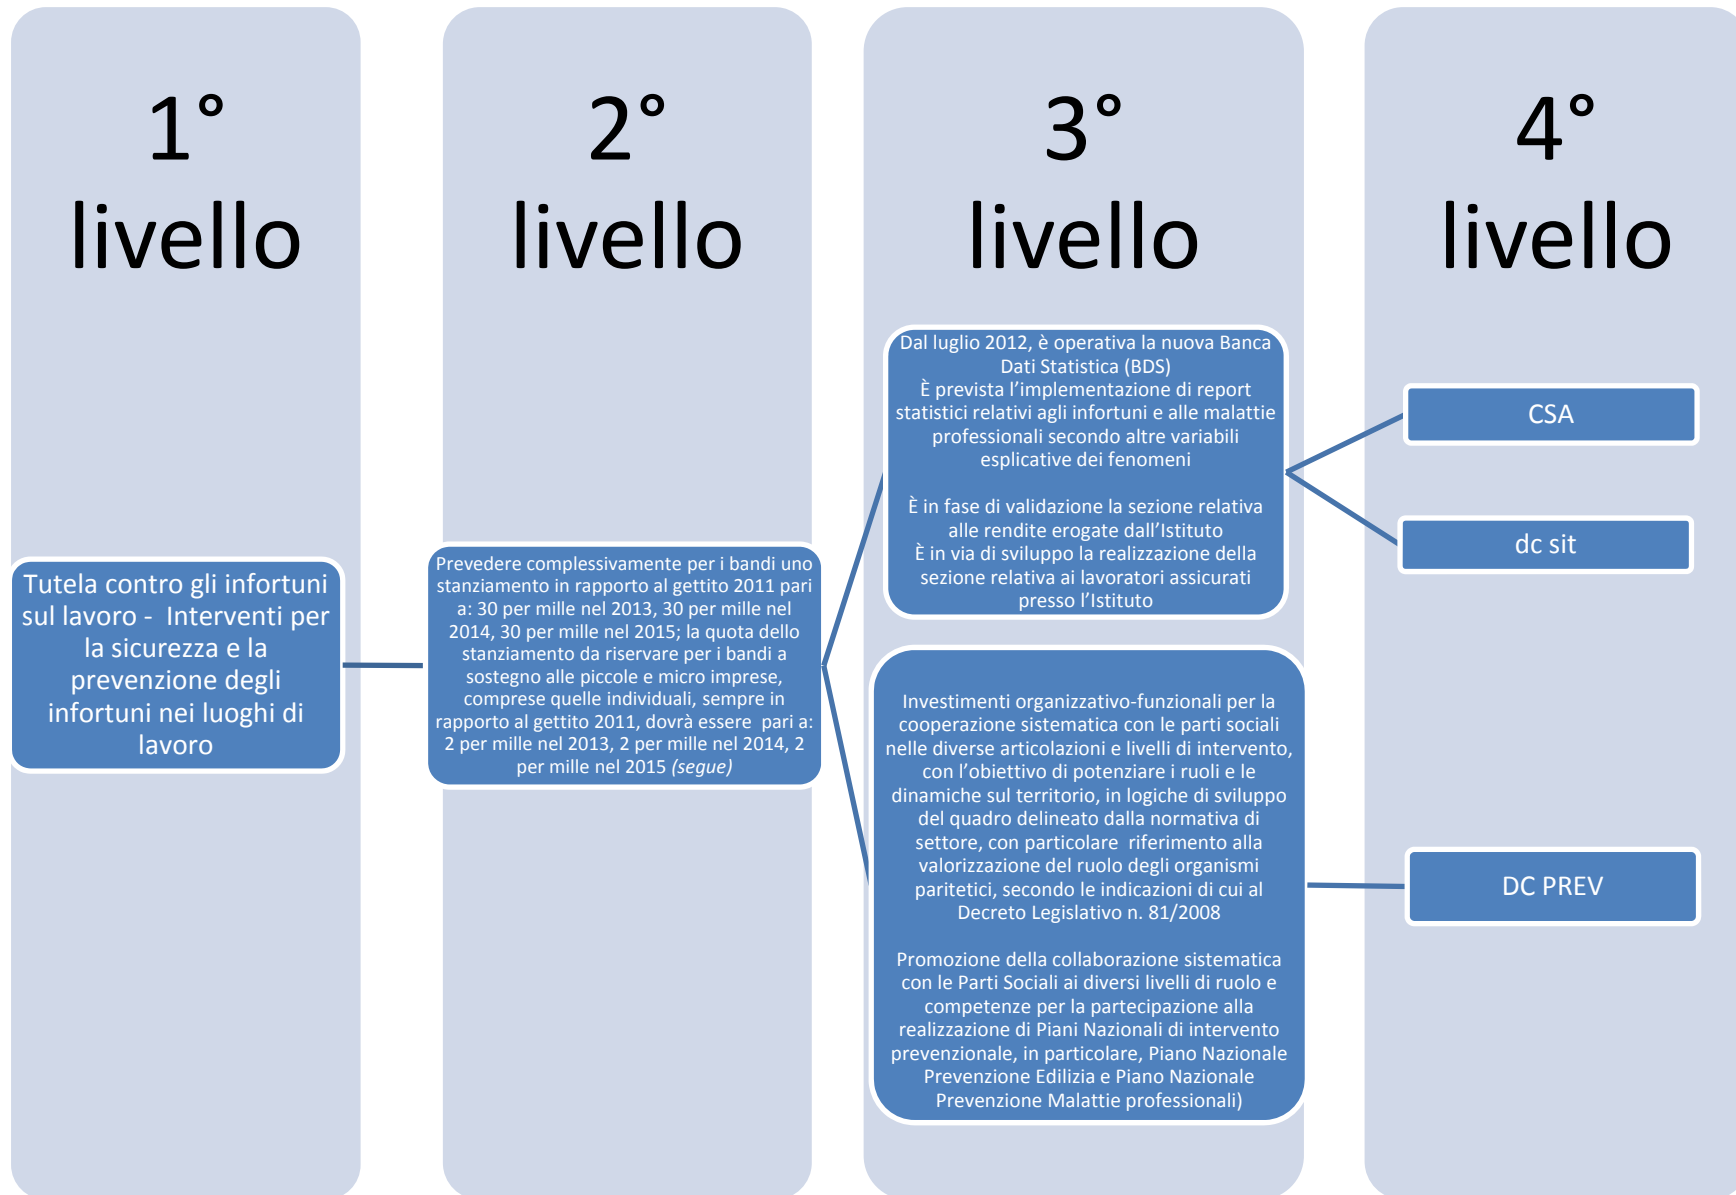 1°
livello
2°
livello
3°
livello
4°
livello
Tutela contro gli infortuni
sul lavoro -  Interventi per
la sicurezza e la
prevenzione degli
infortuni nei luoghi di
lavoro
Prevedere complessivamente per i bandi uno
stanziamento in rapporto al gettito 2011 pari
a: 30 per mille nel 2013, 30 per mille nel
2014, 30 per mille nel 2015; la quota dello
stanziamento da riservare per i bandi a
sostegno alle piccole e micro imprese,
comprese quelle individuali, sempre in
rapporto al gettito 2011, dovrà essere  pari a:
2 per mille nel 2013, 2 per mille nel 2014, 2
per mille nel 2015 (segue)
Dal luglio 2012, è operativa la nuova Banca
Dati Statistica (BDS)
È prevista l’implementazione di report
statistici relativi agli infortuni e alle malattie
professionali secondo altre variabili
esplicative dei fenomeni
È in fase di validazione la sezione relativa
alle rendite erogate dall’Istituto
È in via di sviluppo la realizzazione della
sezione relativa ai lavoratori assicurati
presso l’Istituto
Investimenti organizzativo-funzionali per la
cooperazione sistematica con le parti sociali
nelle diverse articolazioni e livelli di intervento,
con l’obiettivo di potenziare i ruoli e le
dinamiche sul territorio, in logiche di sviluppo
del quadro delineato dalla normativa di
settore, con particolare  riferimento alla
valorizzazione del ruolo degli organismi
paritetici, secondo le indicazioni di cui al
Decreto Legislativo n. 81/2008
Promozione della collaborazione sistematica
con le Parti Sociali ai diversi livelli di ruolo e
competenze per la partecipazione alla
realizzazione di Piani Nazionali di intervento
prevenzionale, in particolare, Piano Nazionale
Prevenzione Edilizia e Piano Nazionale
Prevenzione Malattie professionali)
CSA
dc sit
DC PREV